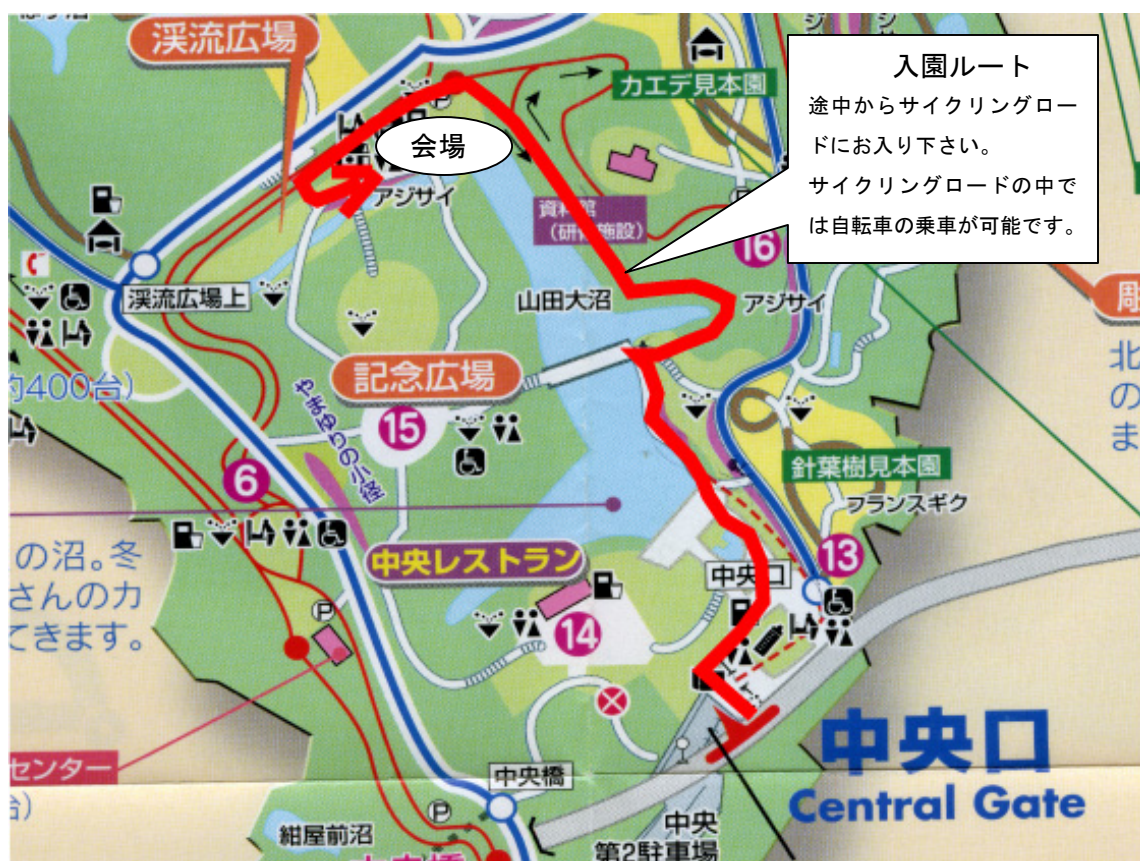 渓流広場
カエデ見本園
入園ルート
途中からサイクリングロー
ドにお入り下さい。
サイクリングロードの中で
は自転車の乗車が可能です。
会場
アジサイ
資料館
(研修施設)
16
渓流広場上
山田大沼
アジサイ
約400台)
記念広場
15
やまゆりの小径
6
針葉樹見本園
フランスギク
北
の
ま
の沼。冬
さんのカ
てきます。
中央レストラン
中央口
13
14
センター
台)
中央橋
中央口
Central Gate
紺屋前沼
中央
第2駐車場